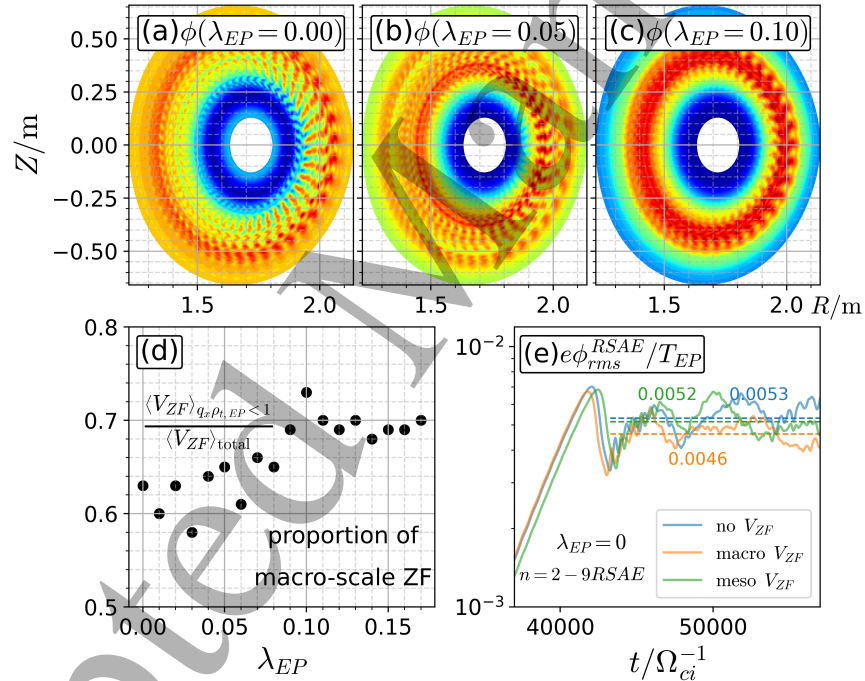 (a) ϕ(λ_EP = 0.00)
(b) ϕ(λ_EP = 0.05)
(c) ϕ(λ_EP = 0.10)
Z/m
0.50
0.25
0.00
−0.25
−0.50
1.5 2.0
1.5 2.0
1.5 2.0 R/m
(d)
0.8
0.7
0.6
0.5
⟨V_ZF⟩_{q_xρ_{t,EP}<1}
⟨V_ZF⟩_total
proportion of
macro-scale ZF
0.00 0.05 0.10 0.15
λ_EP
(e) eϕ_rms^RSAE/T_EP
10^−2
10^−3
0.0052 0.0053
0.0046
λ_EP = 0
n = 2 − 9RSAE
no V_ZF
macro V_ZF
meso V_ZF
40000 50000
t/Ω_ci^−1